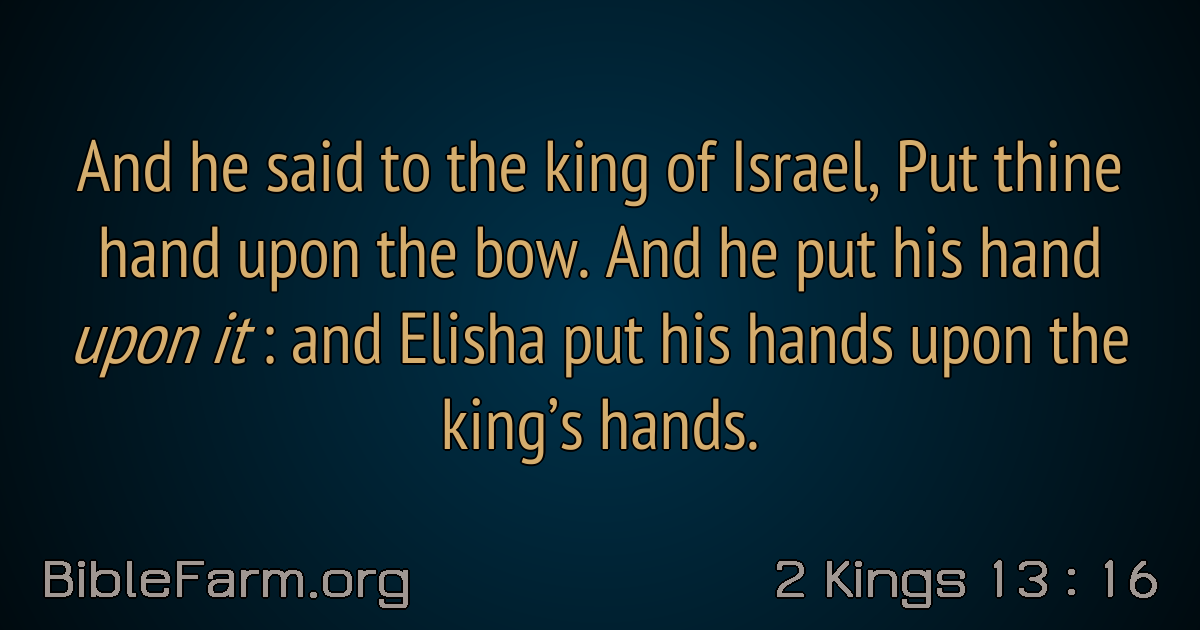 And he said to the king of Israel, Put thine
hand upon the bow. And he put his hand
upon it : and Elisha put his hands upon the
king’s hands.
BibleFarm.org
2 Kings 13 : 16